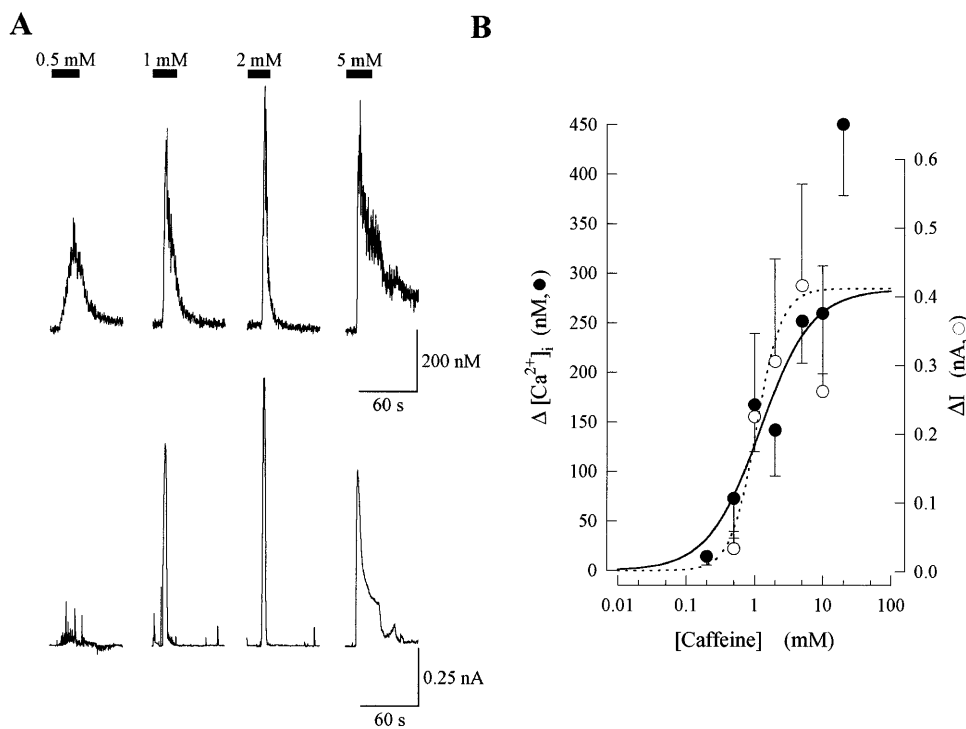 A
0.5 mM 1 mM 2 mM 5 mM
200 nM
60 s
0.25 nA
60 s
B
Δ [Ca²⁺]ᵢ (nM, ●)
450
400
350
300
250
200
150
100
50
0
0.6
0.5
0.4
0.3
0.2
0.1
0.0
ΔI (nA, ○)
0.01 0.1 1 10 100
[Caffeine] (mM)